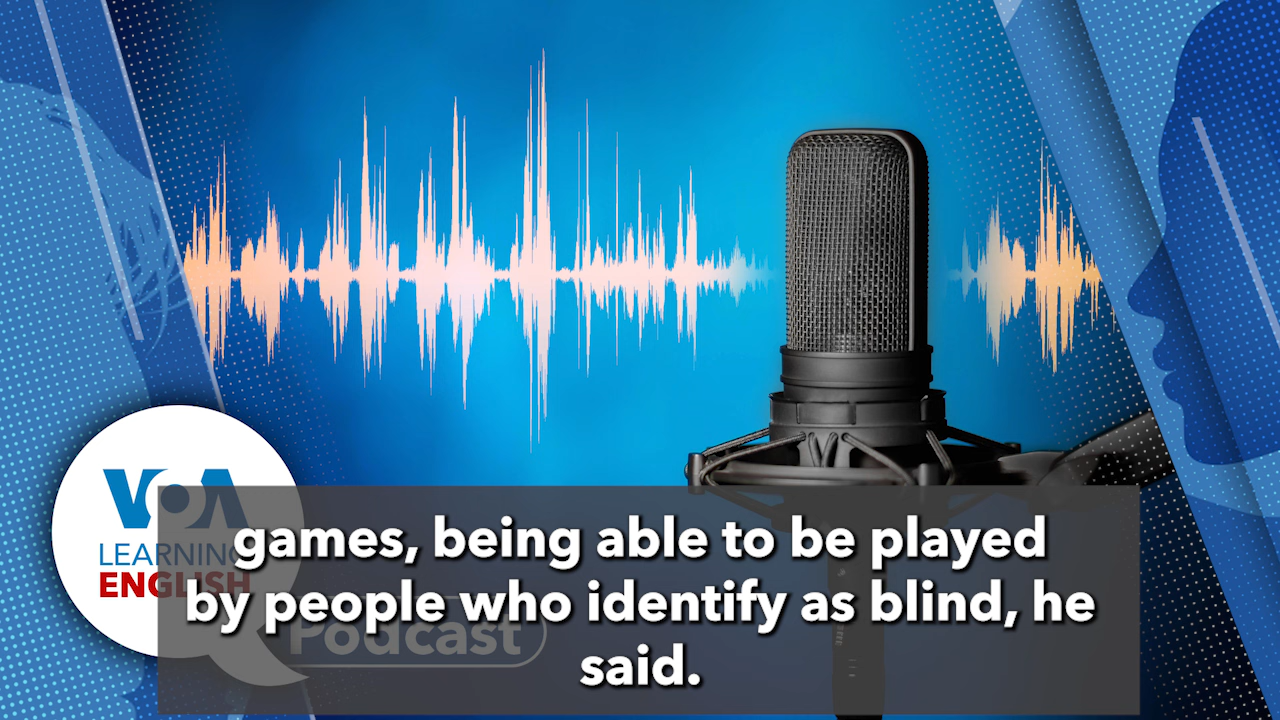 VOA
LEARNING
ENGLISH
Podcast
games, being able to be played
by people who identify as blind, he
said.